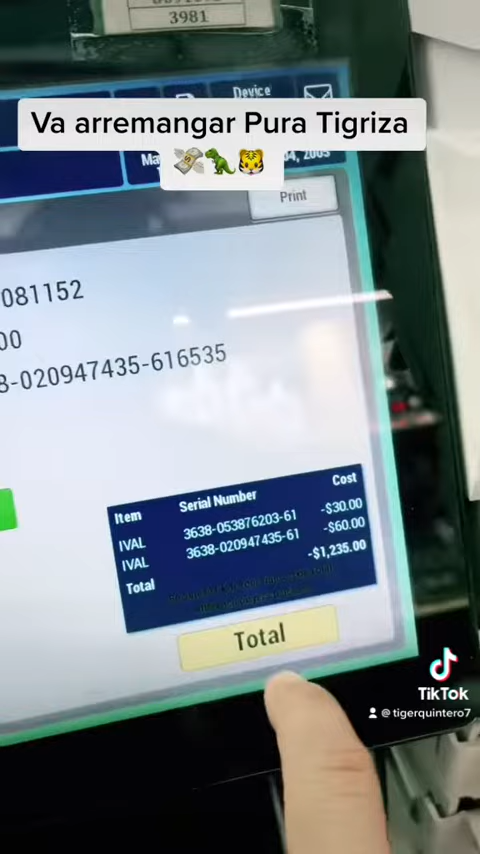 3981
Device
Va arremangar Pura Tigriza
💸🦖🐯
Print
081152
00
8-020947435-616535
Item Serial Number Cost
IVAL 3638-053876203-61 -$30.00
IVAL 3638-020947435-61 -$60.00
Total -$1,235.00
Total
TikTok
@tigerquintero7